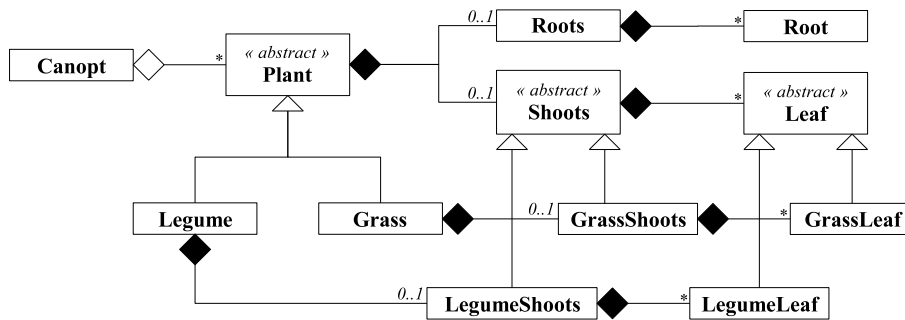 0..1
Roots
*
Root
Canopt
*
« abstract »
Plant
0..1
« abstract »
Shoots
*
« abstract »
Leaf
Legume
Grass
0..1
GrassShoots
*
GrassLeaf
0..1
LegumeShoots
*
LegumeLeaf